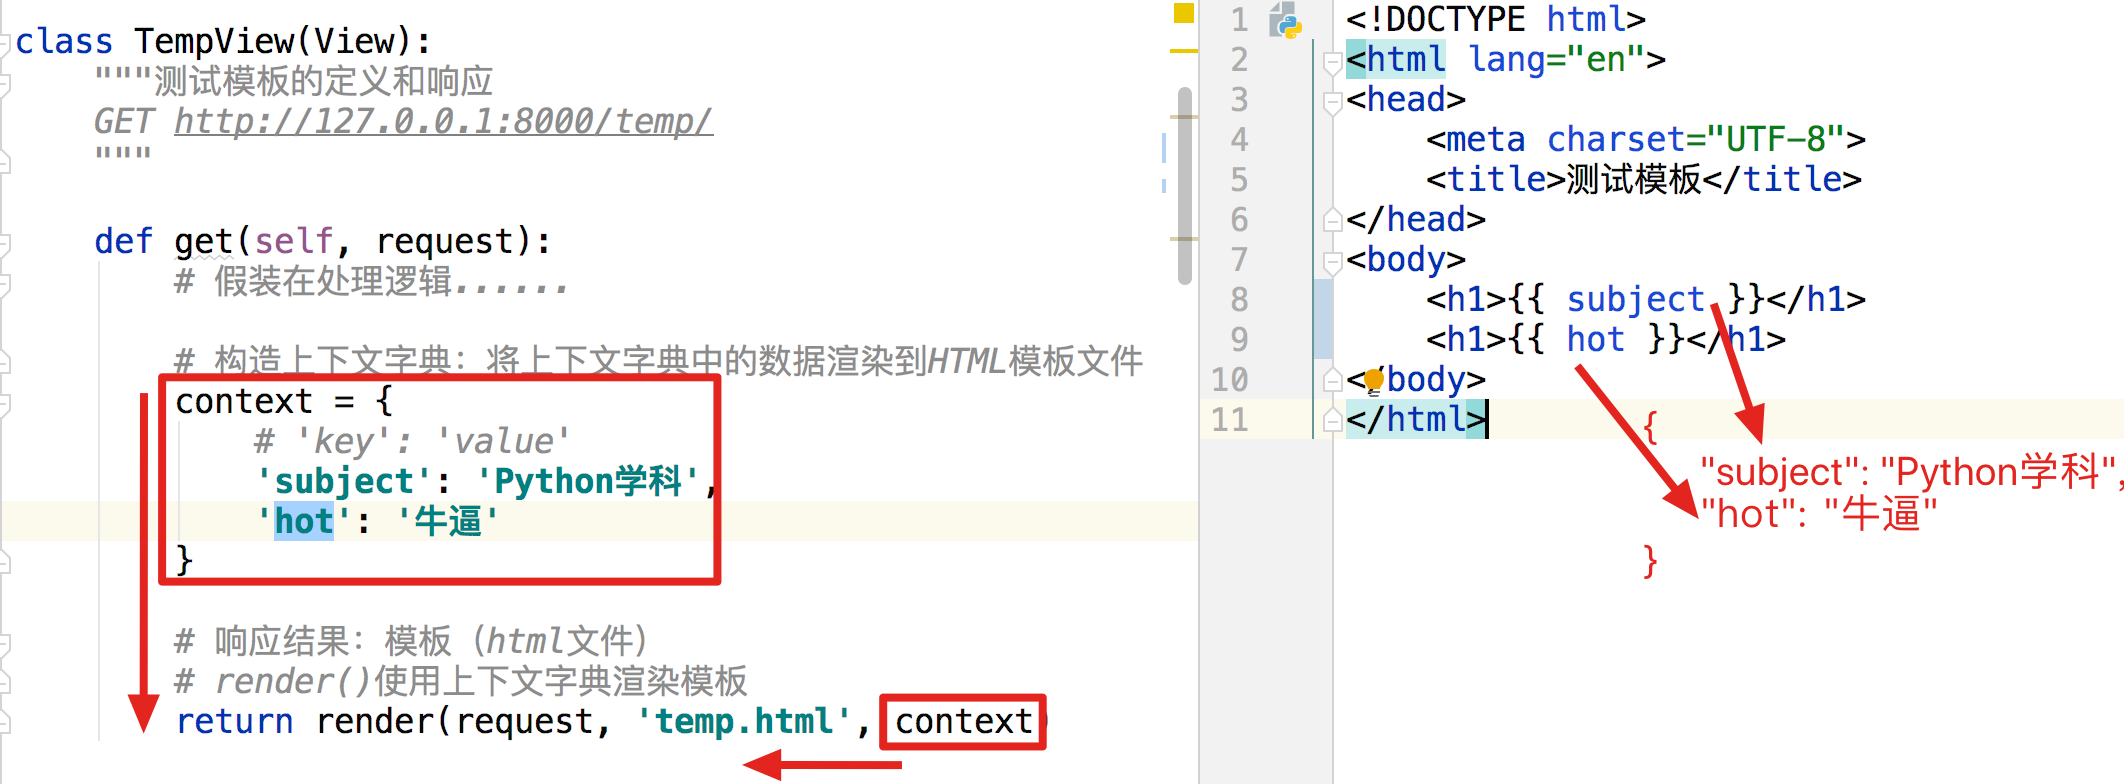 class TempView(View):
"""测试模板的定义和响应
GET http://127.0.0.1:8000/temp/
"""
def get(self, request):
# 假装在处理逻辑......
# 构造上下文字典：将上下文字典中的数据渲染到HTML模板文件
context = {
# 'key': 'value'
'subject': 'Python学科',
'hot': '牛逼'
}
# 响应结果：模板（html文件）
# render()使用上下文字典渲染模板
return render(request, 'temp.html', context)
1 <!DOCTYPE html>
2 <html lang="en">
3 <head>
4 <meta charset="UTF-8">
5 <title>测试模板</title>
6 </head>
7 <body>
8 <h1>{{ subject }}</h1>
9 <h1>{{ hot }}</h1>
10 </body>
11 </html>
{
"subject": "Python学科",
"hot": "牛逼"
}